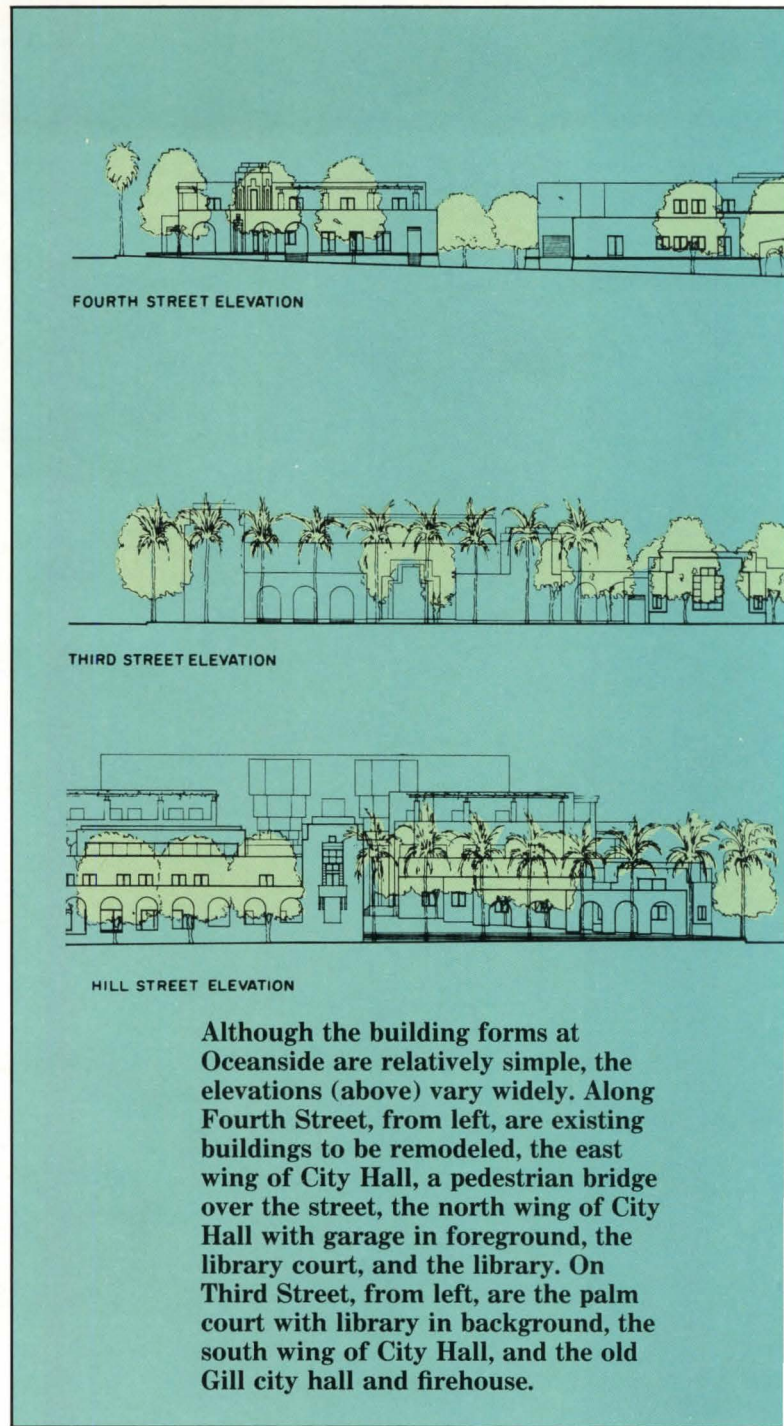 FOURTH STREET ELEVATION
THIRD STREET ELEVATION
HILL STREET ELEVATION
Although the building forms at
Oceanside are relatively simple, the
elevations (above) vary widely. Along
Fourth Street, from left, are existing
buildings to be remodeled, the east
wing of City Hall, a pedestrian bridge
over the street, the north wing of City
Hall with garage in foreground, the
library court, and the library. On
Third Street, from left, are the palm
court with library in background, the
south wing of City Hall, and the old
Gill city hall and firehouse.